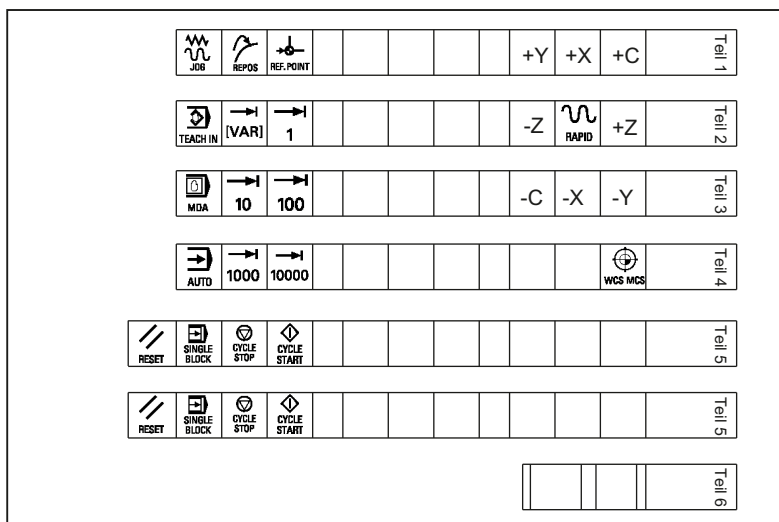 JOG REPOS REF.POINT +Y +X +C Teil 1
TEACH IN [VAR] 1 -Z RAPID +Z Teil 2
MDA 10 100 -C -X -Y Teil 3
AUTO 1000 10000 WCS MCS Teil 4
RESET SINGLE BLOCK CYCLE STOP CYCLE START Teil 5
RESET SINGLE BLOCK CYCLE STOP CYCLE START Teil 5
Teil 6